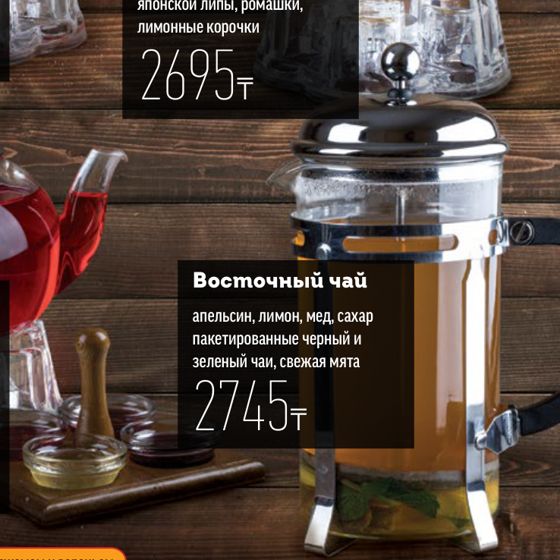 японской липы, ромашки,
лимонные корочки
2695₸
Восточный чай
апельсин, лимон, мед, сахар
пакетированные черный и
зеленый чаи, свежая мята
2745₸